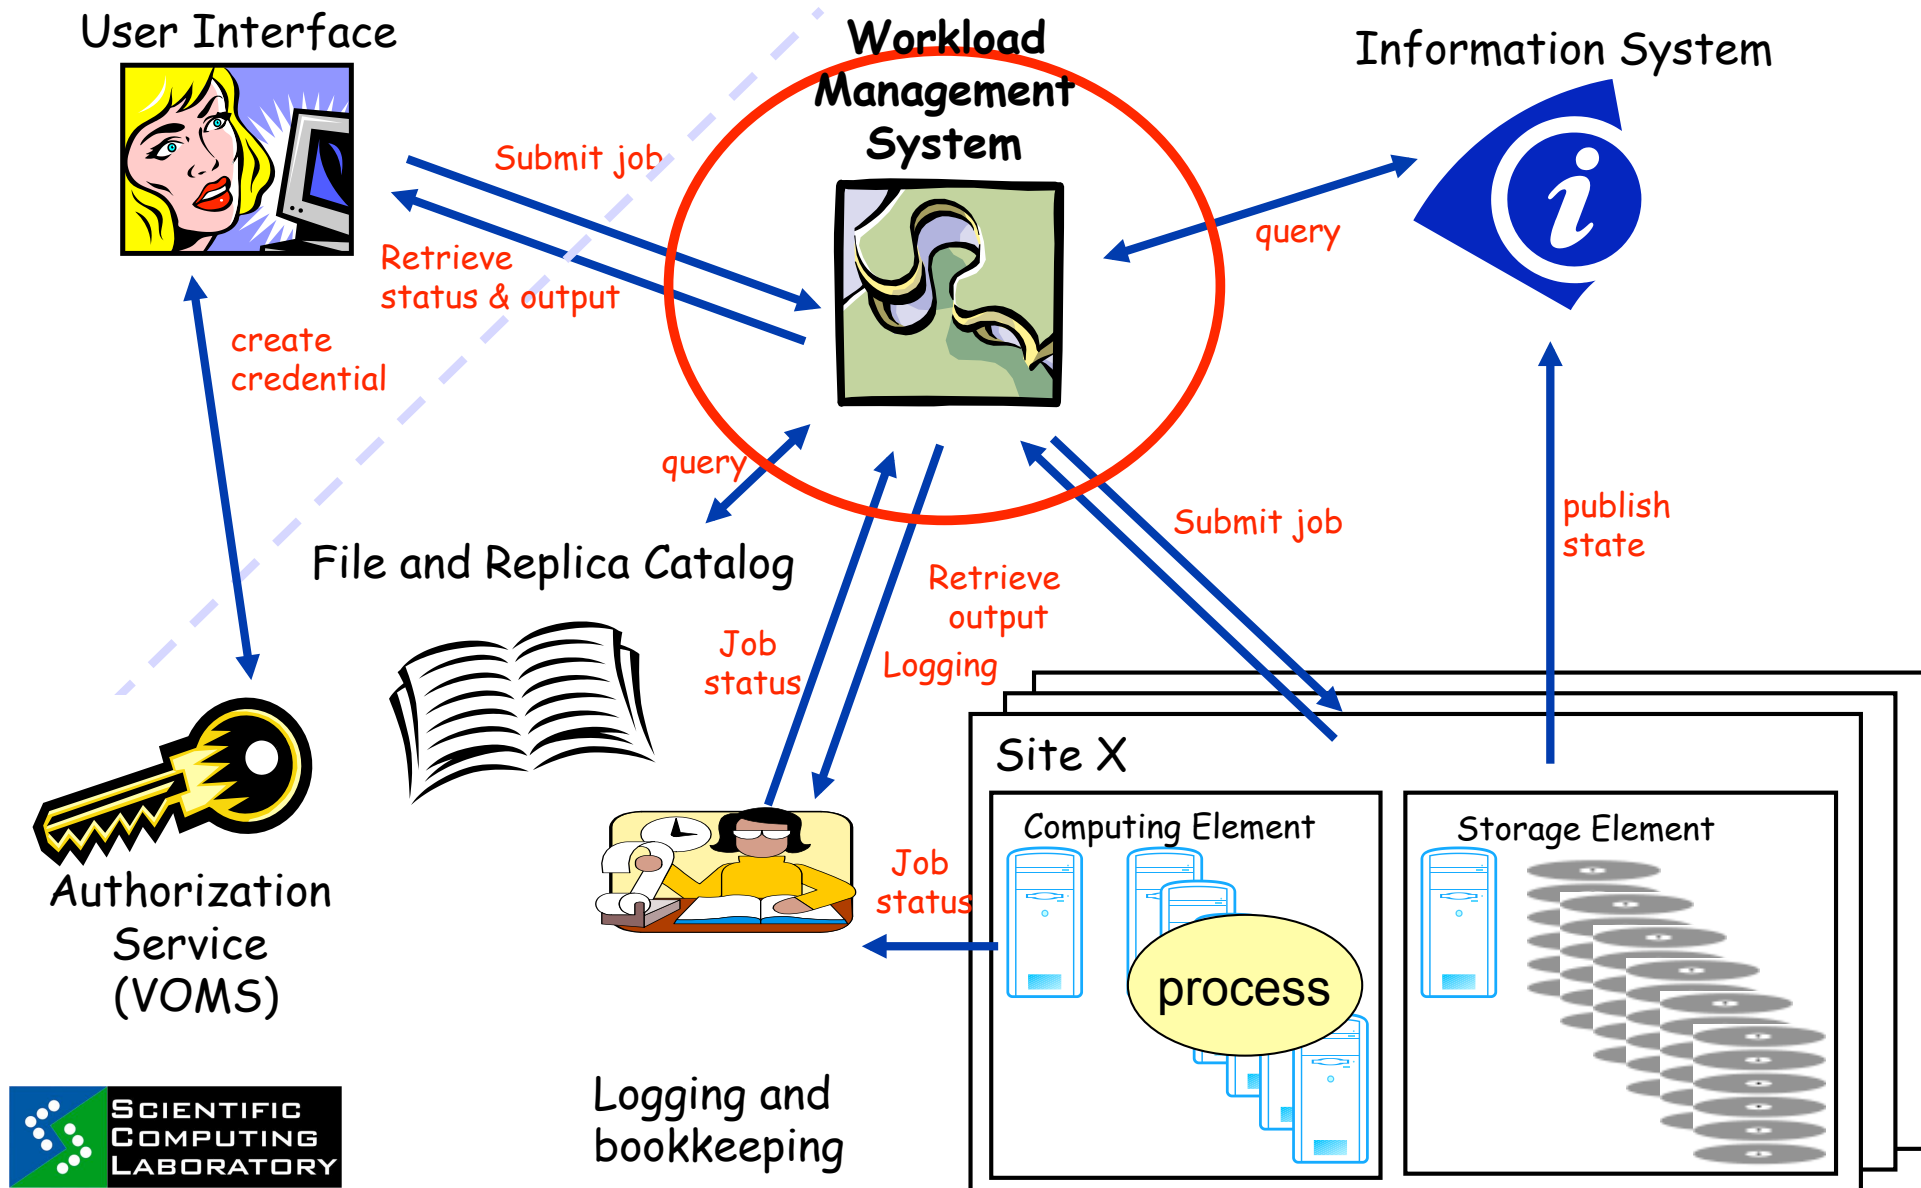 User Interface
Workload
Management
System
Information System
Submit job
Retrieve
status & output
query
create
credential
query
Submit job
publish
state
File and Replica Catalog
Retrieve
output
Job
status
Logging
Site X
Computing Element
Storage Element
Job
status
process
Authorization
Service
(VOMS)
Logging and
bookkeeping
SCIENTIFIC
COMPUTING
LABORATORY